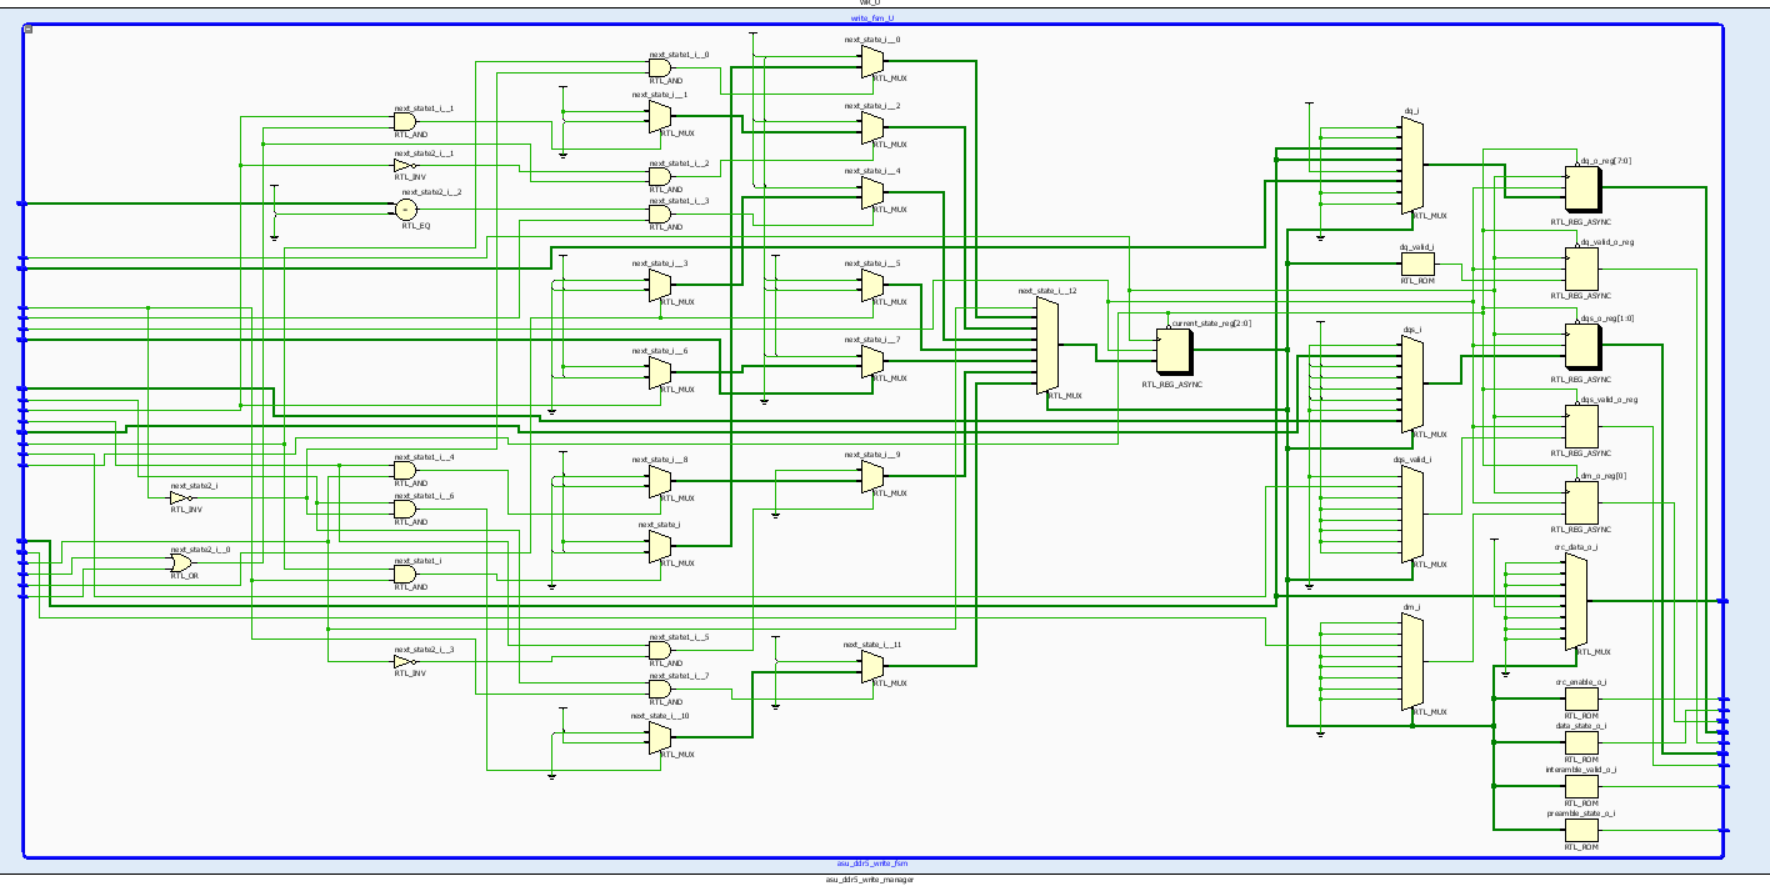 WR_U
write_fsm_U
next_state1_i__0
RTL_AND
next_state_i__0
RTL_MUX
next_state_i__1
RTL_MUX
next_state1_i__1
RTL_AND
next_state_i__2
RTL_MUX
dq_i
RTL_MUX
next_state2_i__1
RTL_INV
next_state1_i__2
RTL_AND
next_state_i__4
RTL_MUX
dq_o_reg[7:0]
RTL_REG_ASYNC
next_state2_i__2
RTL_EQ
next_state1_i__3
RTL_AND
dq_valid_i
RTL_ROM
dq_valid_o_reg
RTL_REG_ASYNC
next_state_i__3
RTL_MUX
next_state_i__5
RTL_MUX
next_state_i__12
RTL_MUX
current_state_reg[2:0]
RTL_REG_ASYNC
dqs_i
RTL_MUX
dqs_o_reg[1:0]
RTL_REG_ASYNC
next_state_i__6
RTL_MUX
next_state_i__7
RTL_MUX
dqs_valid_o_reg
RTL_REG_ASYNC
next_state1_i__4
RTL_AND
next_state_i__8
RTL_MUX
next_state_i__9
RTL_MUX
dqs_valid_i
RTL_MUX
dm_o_reg[0]
RTL_REG_ASYNC
next_state2_i
RTL_INV
next_state1_i__6
RTL_AND
next_state_i
RTL_MUX
next_state2_i__0
RTL_OR
next_state1_i
RTL_AND
crc_data_o_i
RTL_MUX
dm_i
RTL_MUX
next_state2_i__3
RTL_INV
next_state1_i__5
RTL_AND
next_state_i__11
RTL_MUX
next_state1_i__7
RTL_AND
crc_enable_o_i
RTL_ROM
next_state_i__10
RTL_MUX
data_state_o_i
RTL_ROM
interamble_valid_o_i
RTL_ROM
preamble_state_o_i
RTL_ROM
asu_ddr5_write_fsm
asu_ddr5_write_manager